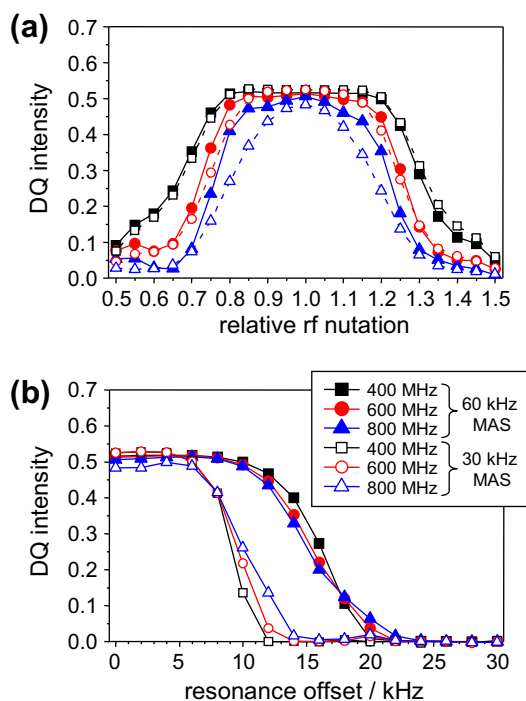 (a)
0.7
0.6
0.5
0.4
0.3
0.2
0.1
0.0
DQ intensity
0.5 0.6 0.7 0.8 0.9 1.0 1.1 1.2 1.3 1.4 1.5
relative rf nutation
(b)
0.7
0.6
0.5
0.4
0.3
0.2
0.1
0.0
DQ intensity
400 MHz
600 MHz
800 MHz
60 kHz
MAS
400 MHz
600 MHz
800 MHz
30 kHz
MAS
0 5 10 15 20 25 30
resonance offset / kHz